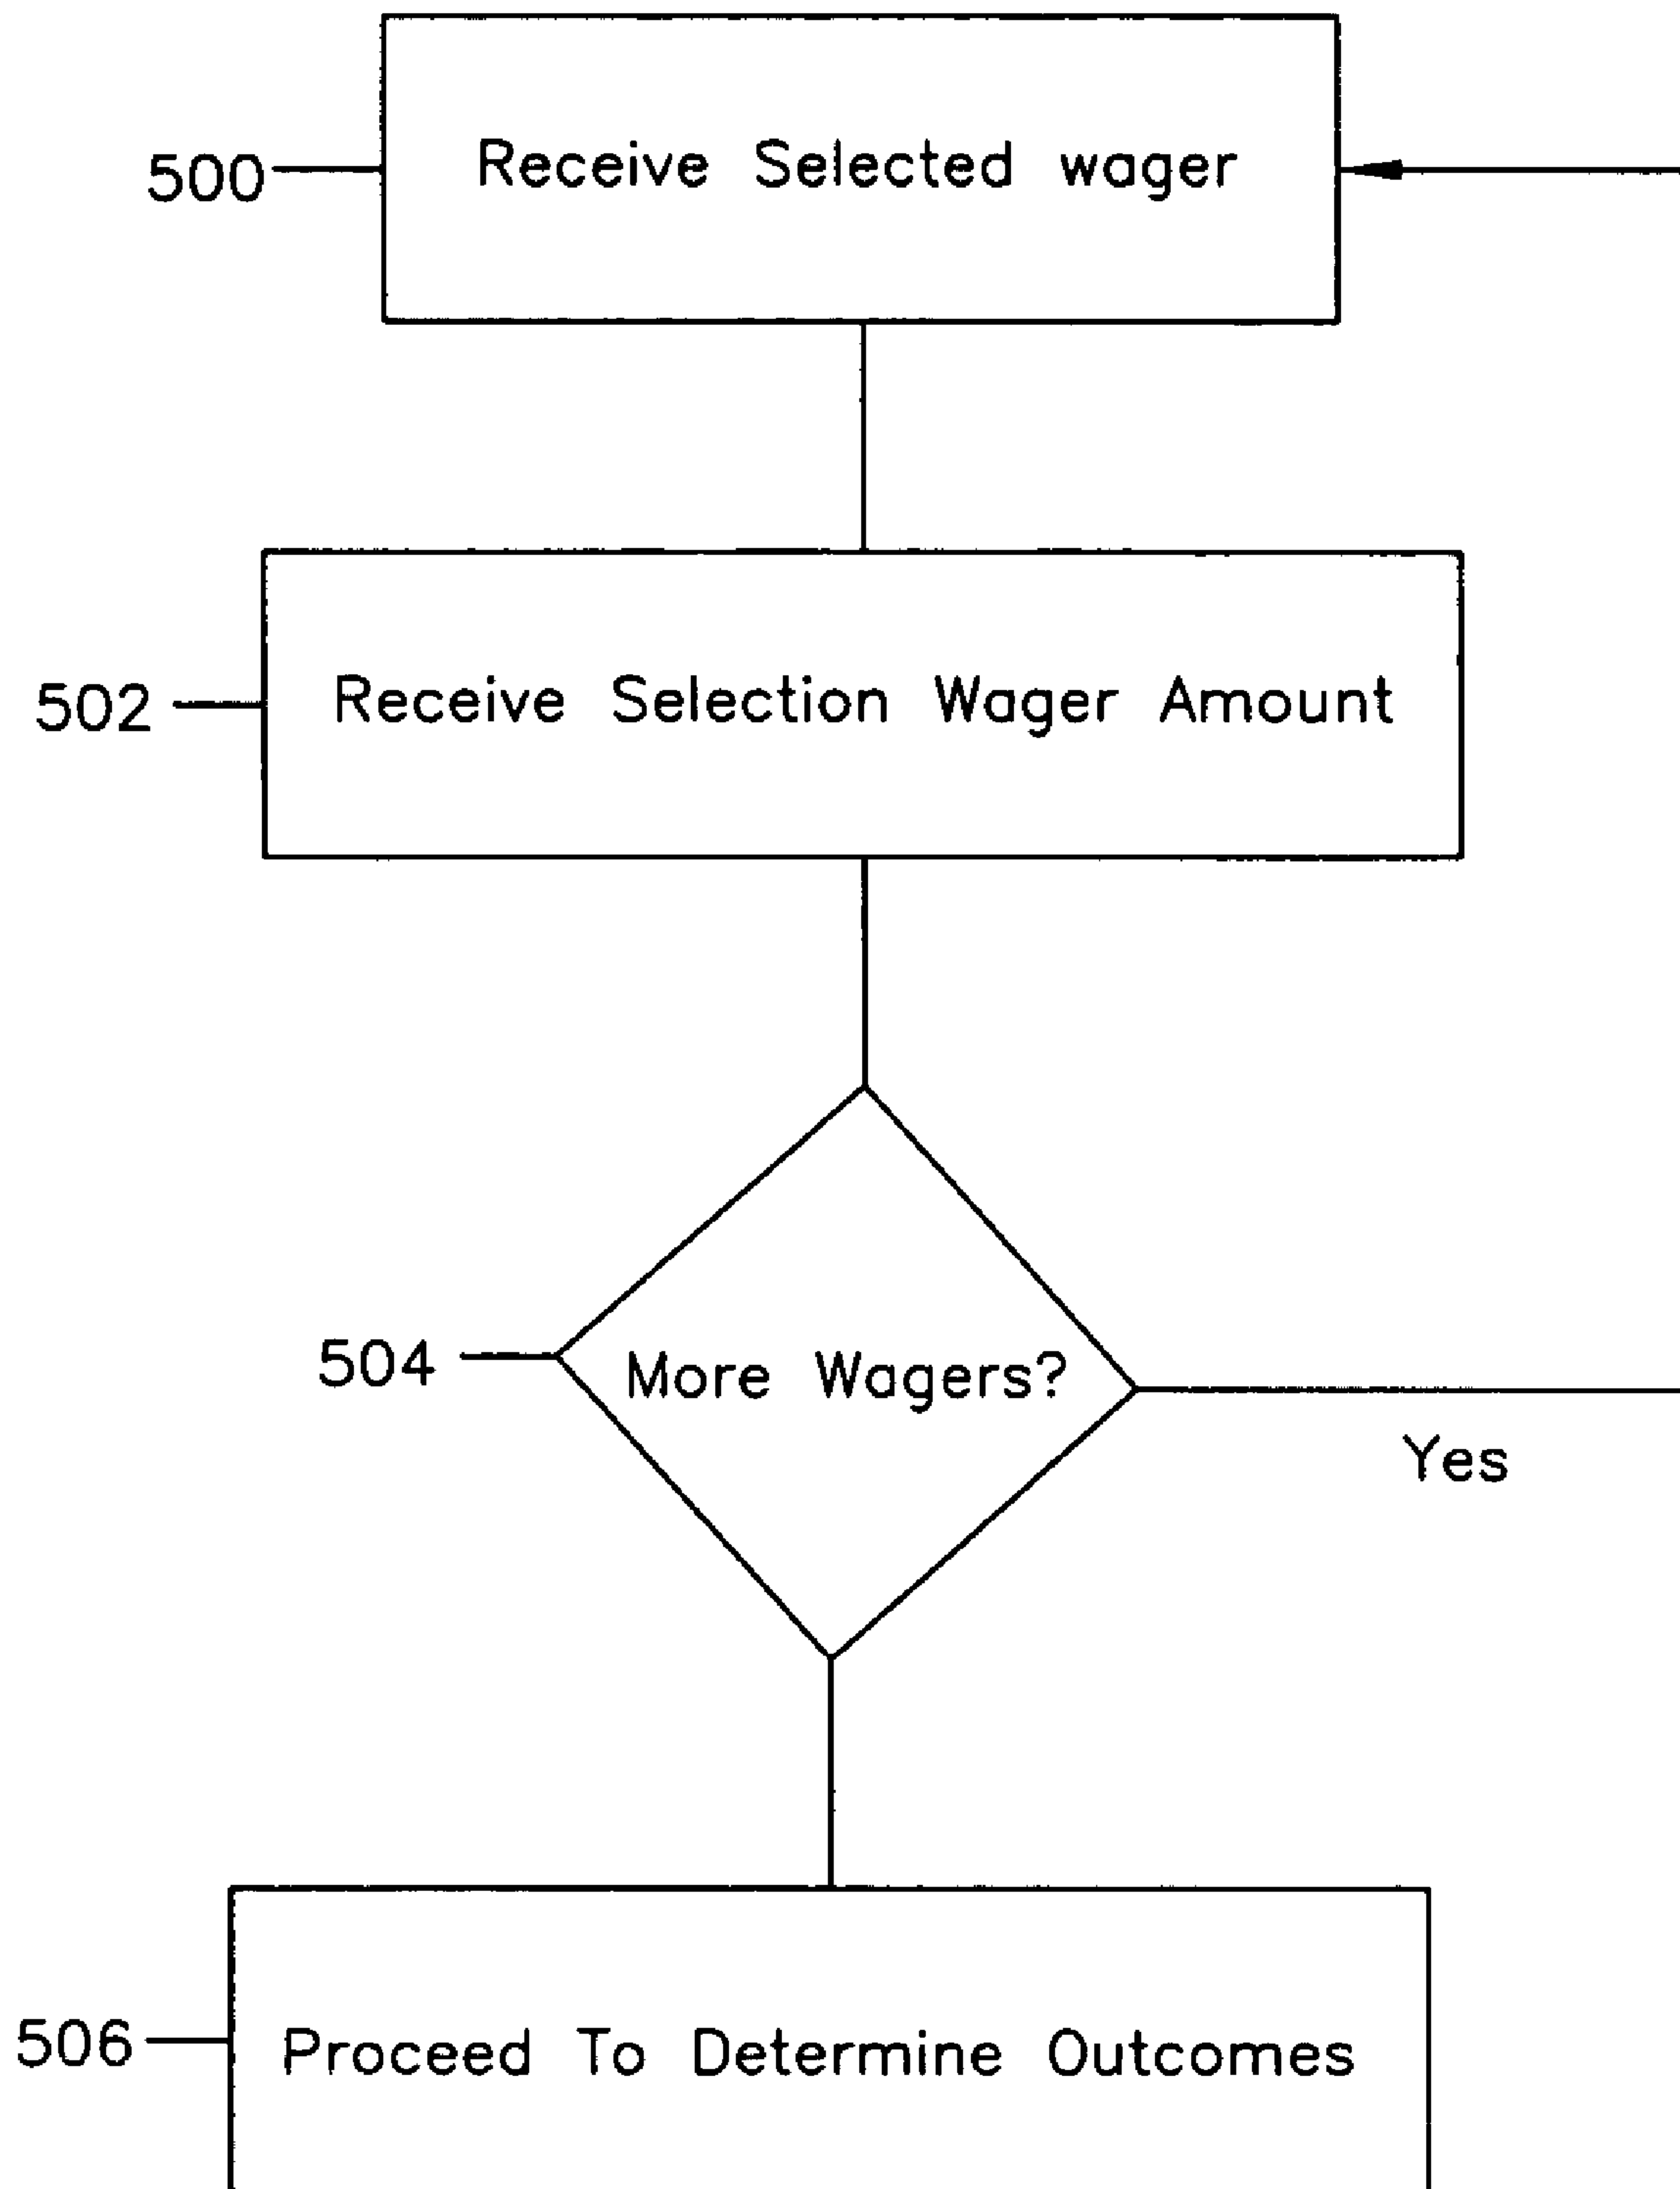 500
Receive Selected wager
502
Receive Selection Wager Amount
504
More Wagers?
Yes
506
Proceed To Determine Outcomes